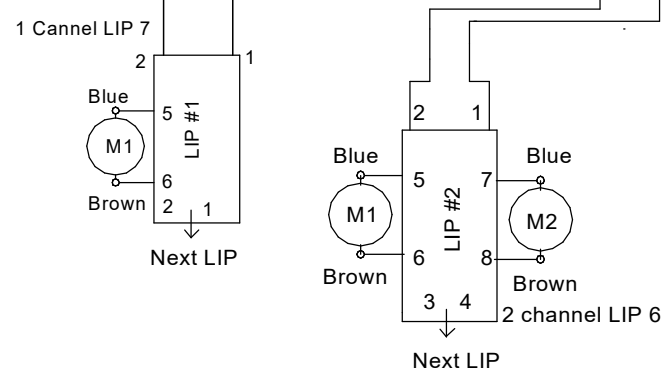 1 Cannel LIP 7
2 1
Blue
5
M1
LIP #1
6
Brown
2 1
Next LIP
2 1
Blue
Blue
5 7
M1
LIP #2
M2
6 8
Brown
Brown
3 4
2 channel LIP 6
Next LIP